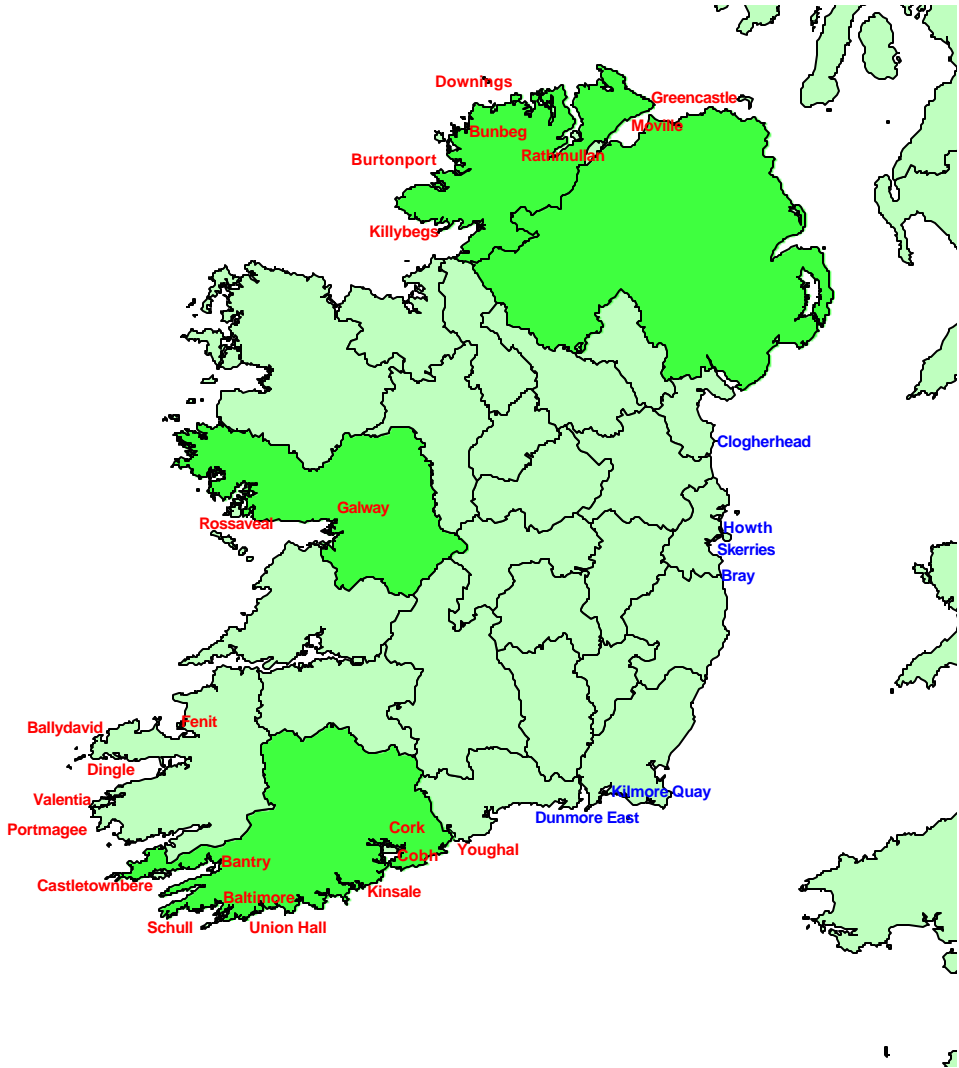 Downings
Greencastle
Bunbeg
Moville
Burtonport
Rathmullan
Killybegs
Clogherhead
Galway
Rossaveal
Howth
Skerries
Bray
Ballydavid
Fenit
Dingle
Valentia
Kilmore Quay
Dunmore East
Portmagee
Cork
Youghal
Cobh
Bantry
Castletownbere
Kinsale
Baltimore
Schull
Union Hall